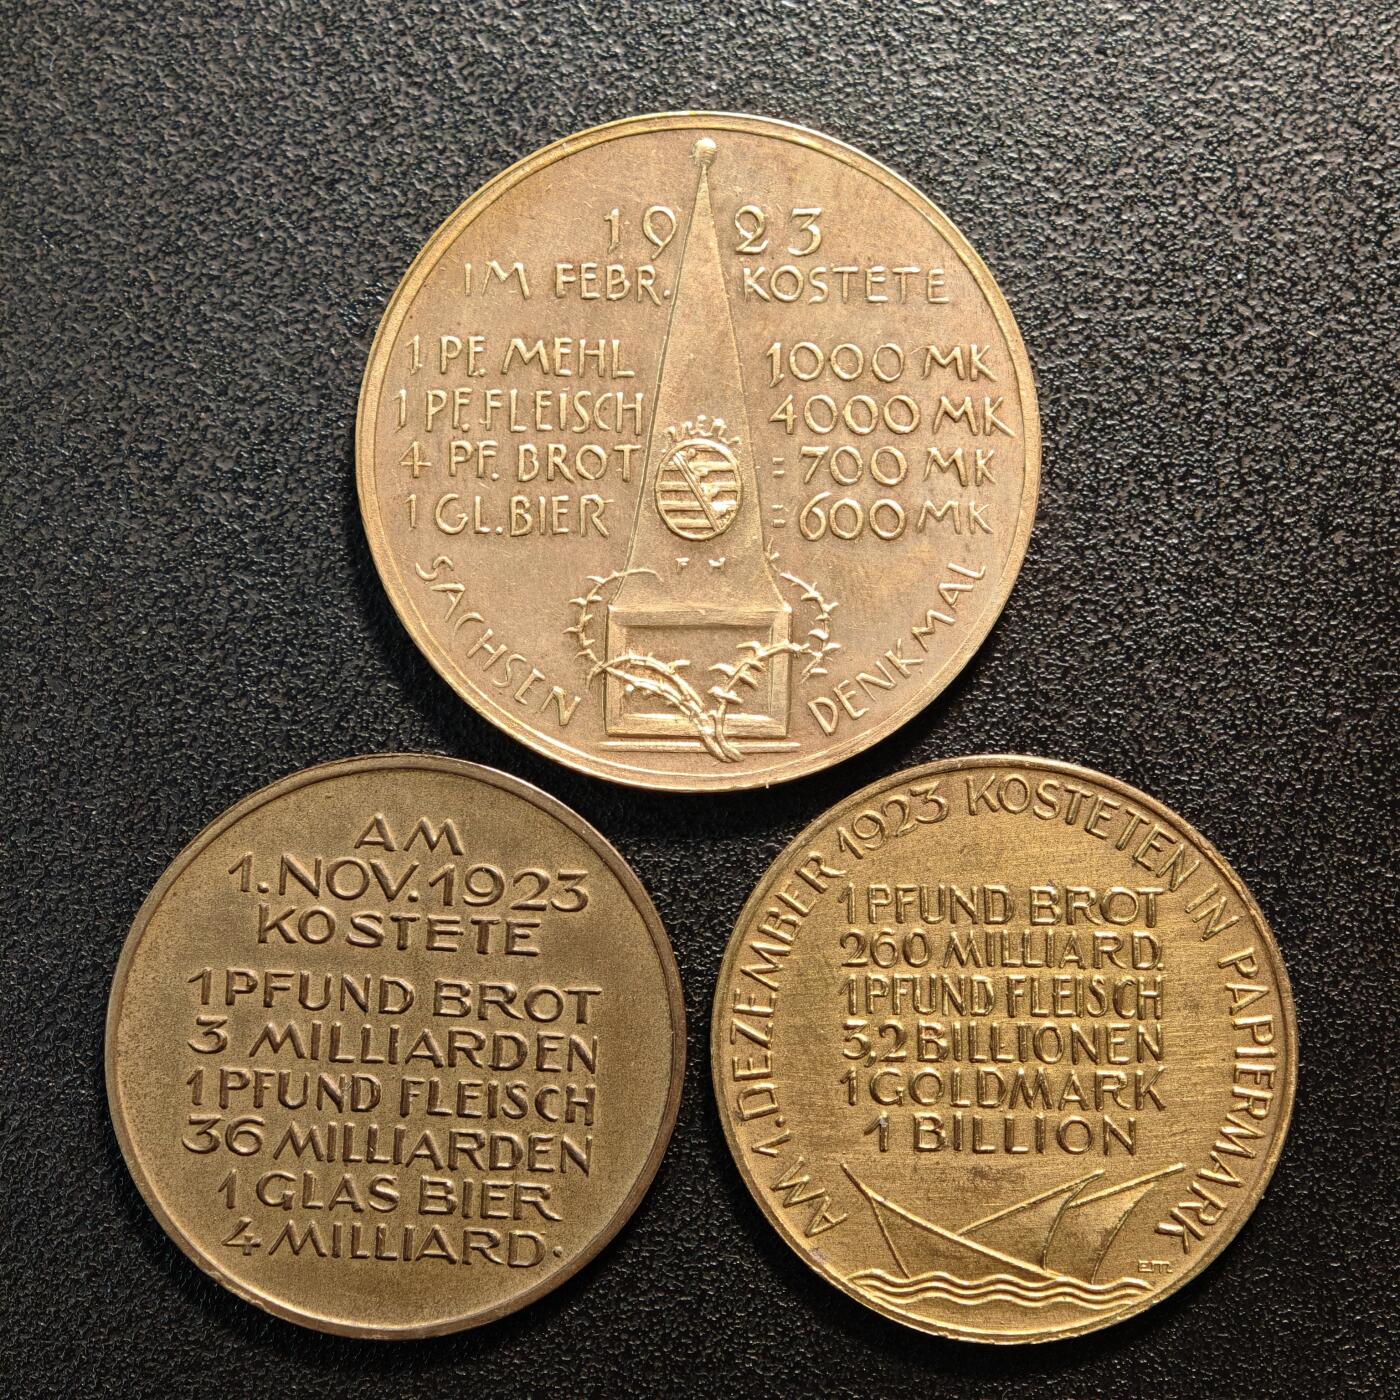 1923
IM FEBR. KOSTETE
1 PF. MEHL 1000 MK
1 PF. FLEISCH 4000 MK
4 PF. BROT = 700 MK
1 GL. BIER = 600 MK
SACHSEN DENKMAL
AM
1. NOV. 1923
KOSTETE
1 PFUND BROT
3 MILLIARDEN
1 PFUND FLEISCH
36 MILLIARDEN
1 GLAS BIER
4 MILLIARD.
AM 1. DEZEMBER 1923 KOSTETEN IN PAPIERMARK
1 PFUND BROT
260 MILLIARD.
1 PFUND FLEISCH
3,2 BILLIONEN
1 GOLDMARK
1 BILLION